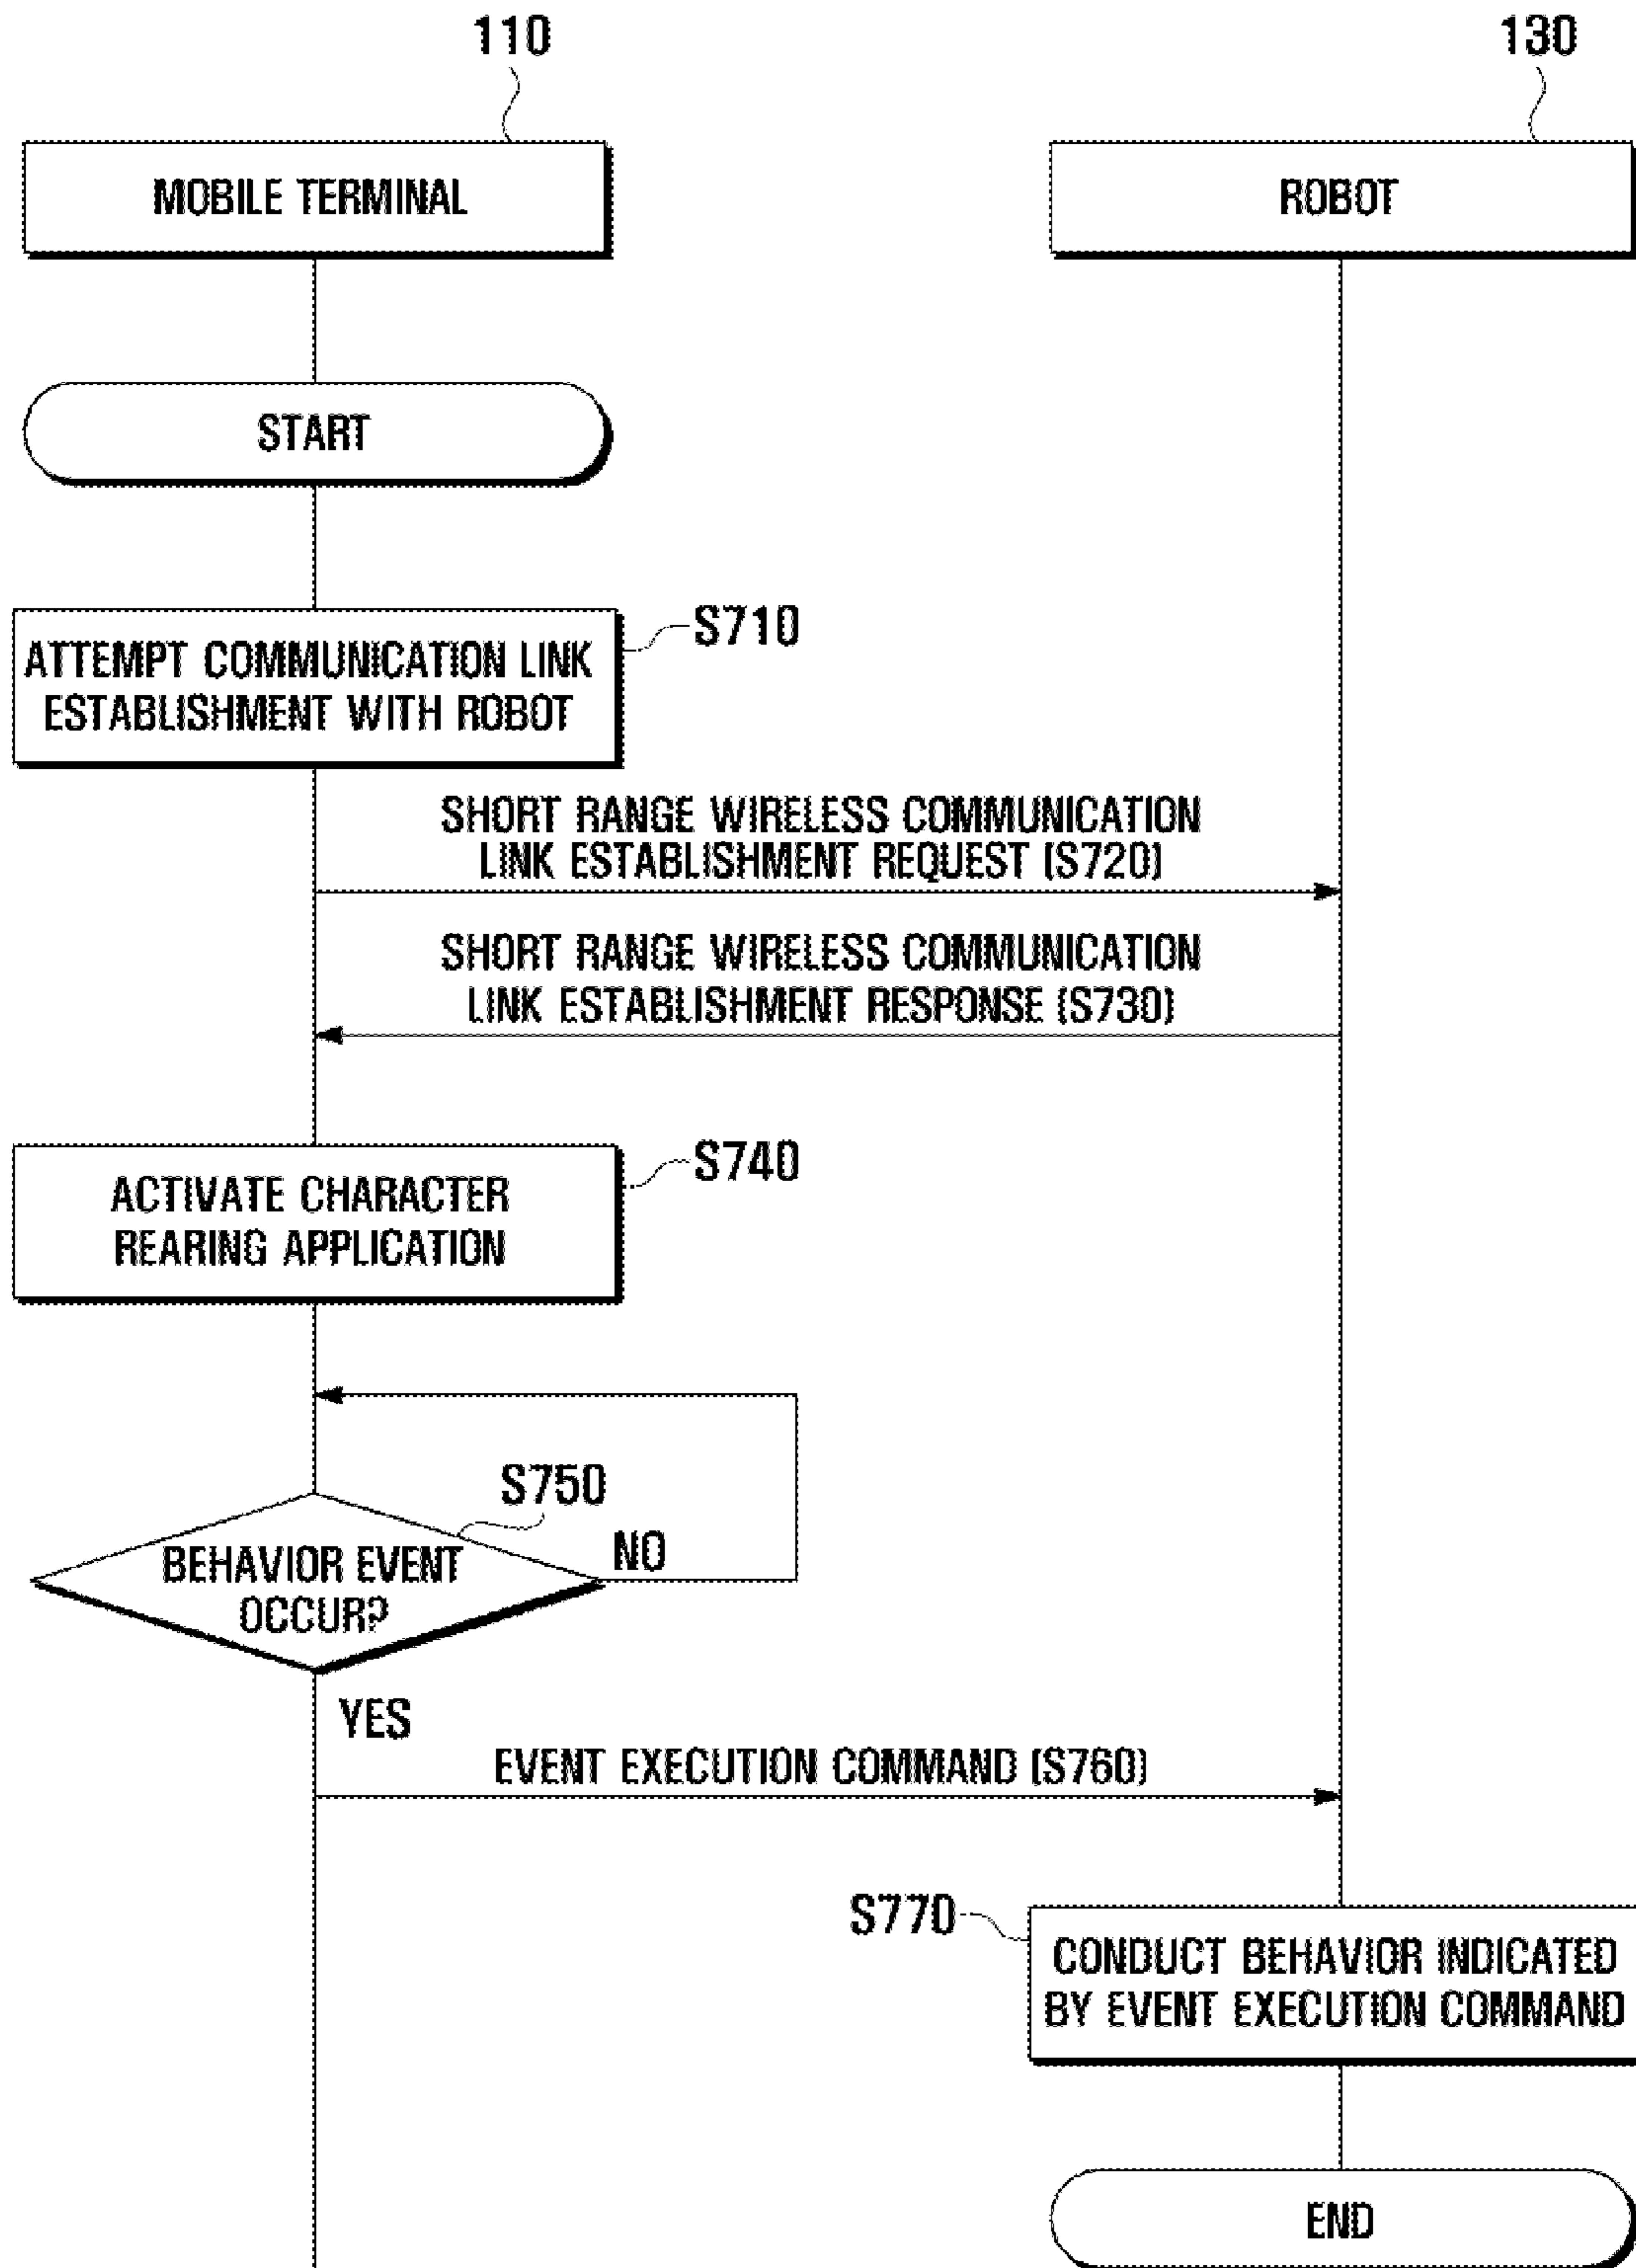 110
130
MOBILE TERMINAL
ROBOT
START
S710
ATTEMPT COMMUNICATION LINK
ESTABLISHMENT WITH ROBOT
SHORT RANGE WIRELESS COMMUNICATION
LINK ESTABLISHMENT REQUEST (S720)
SHORT RANGE WIRELESS COMMUNICATION
LINK ESTABLISHMENT RESPONSE (S730)
S740
ACTIVATE CHARACTER
REARING APPLICATION
S750
NO
BEHAVIOR EVENT
OCCUR?
YES
EVENT EXECUTION COMMAND (S760)
S770
CONDUCT BEHAVIOR INDICATED
BY EVENT EXECUTION COMMAND
END